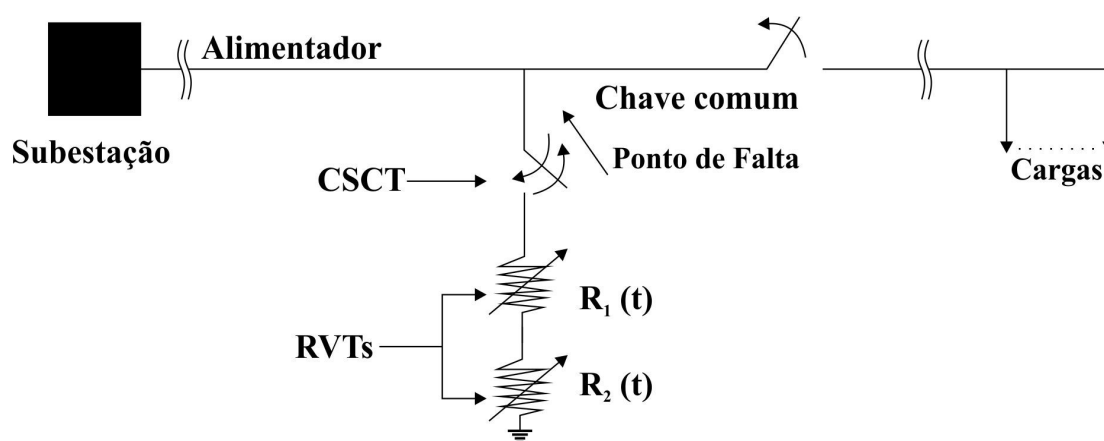 Alimentador
Chave comum
Subestação
Ponto de Falta
CSCT
Cargas
R₁ (t)
RVTs
R₂ (t)